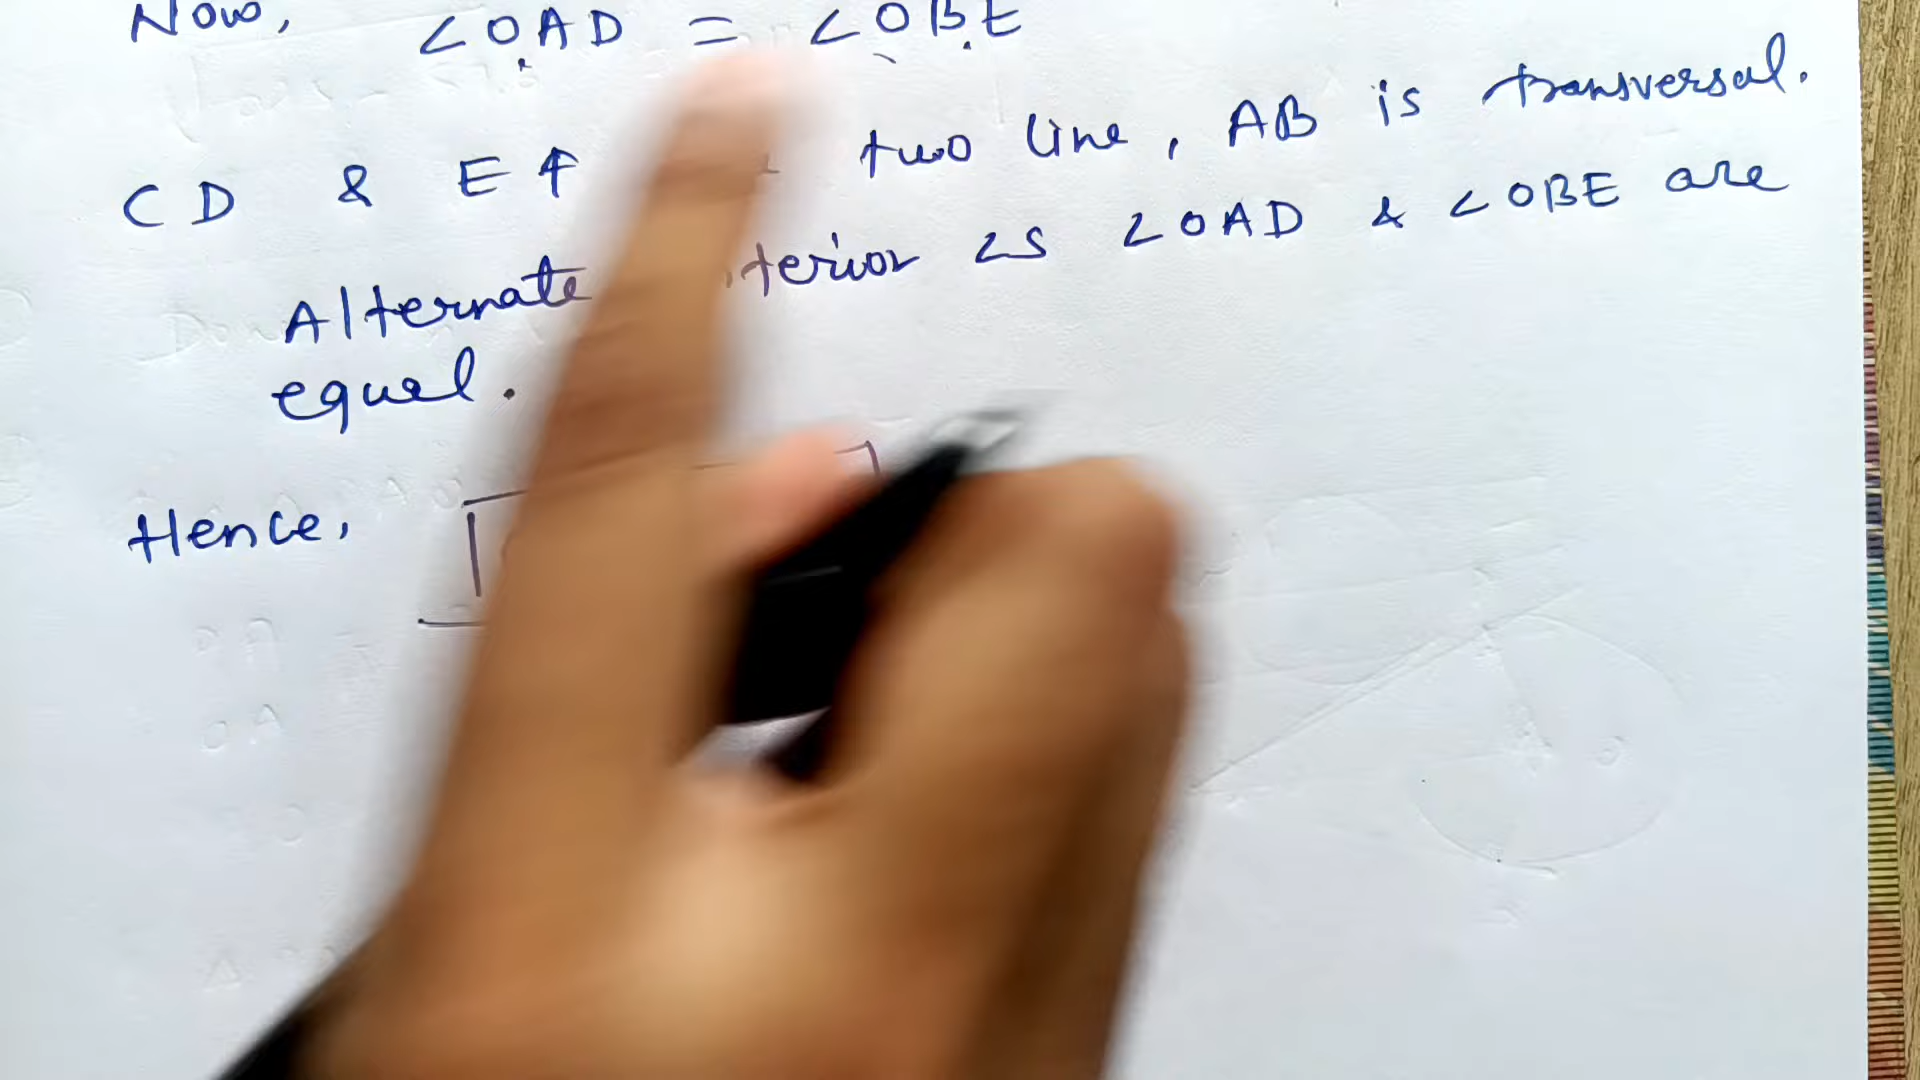 Now, ∠OAD = ∠OBE
CD & EF two line, AB is transversal.
Alternate terior ∠s ∠OAD & ∠OBE are
equal.
Hence,